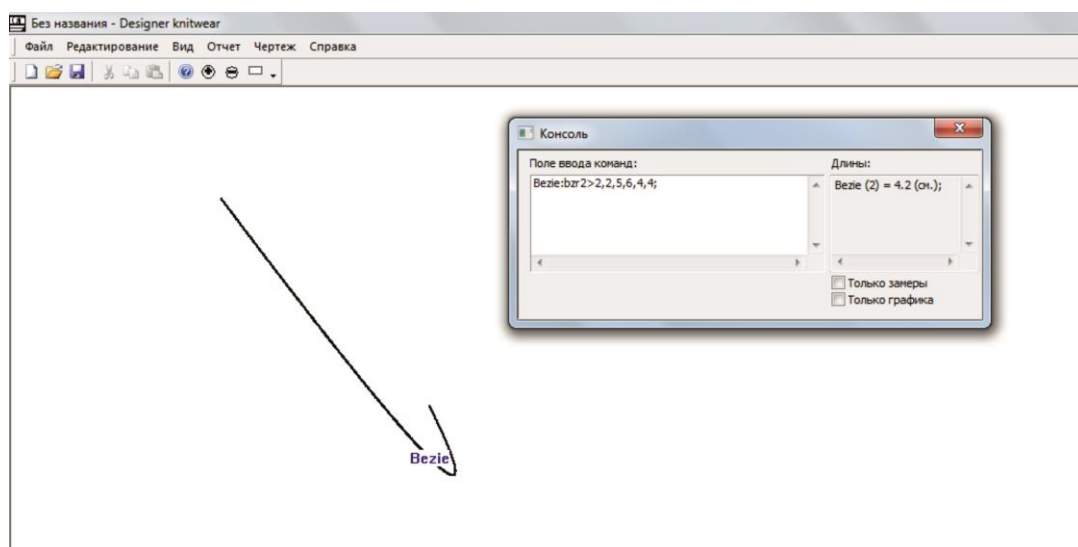 Без названия - Designer knitwear
Файл Редактирование Вид Отчет Чертеж Справка
Консоль
Поле ввода команд:
Длины:
Bezie:bzr2>2,2,5,6,4,4;
Bezie (2) = 4.2 (см.);
Только замеры
Только графика
Bezie